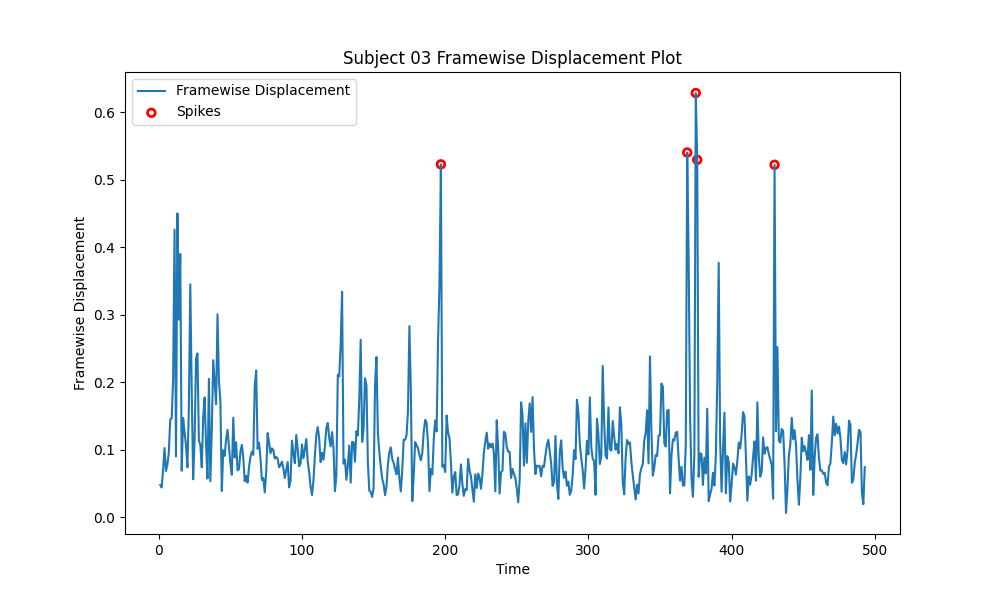 Subject 03 Framewise Displacement Plot
Framewise Displacement
Spikes
Framewise Displacement
0.6
0.5
0.4
0.3
0.2
0.1
0.0
0
100
200
300
400
500
Time